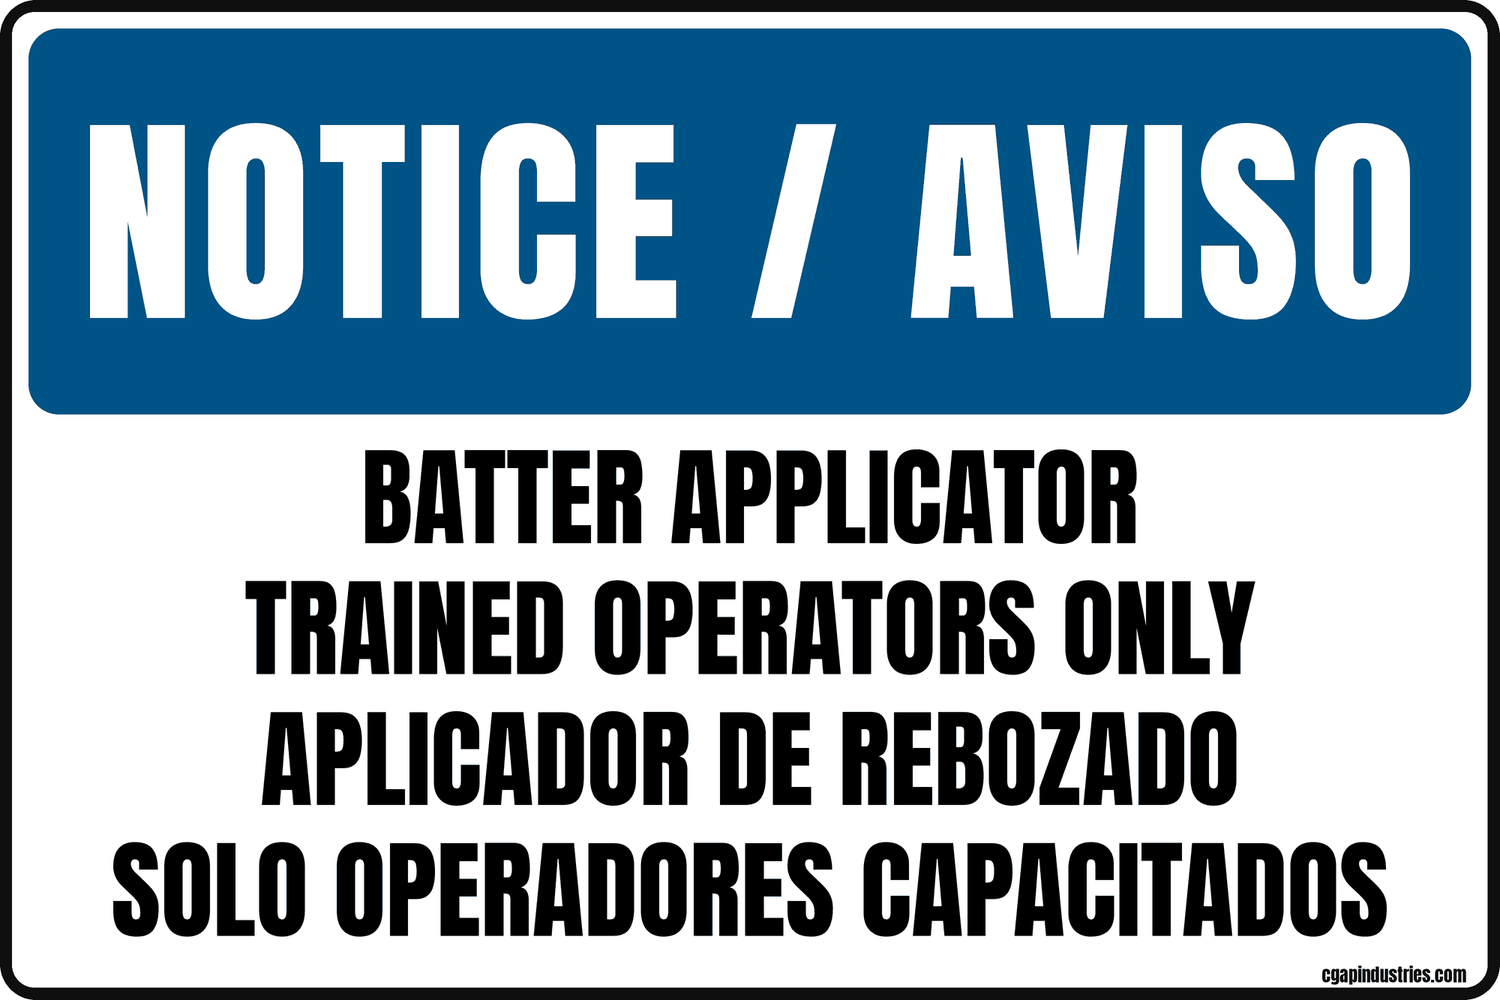 NOTICE / AVISO
BATTER APPLICATOR
TRAINED OPERATORS ONLY
APLICADOR DE REBOZADO
SOLO OPERADORES CAPACITADOS
cgapindustries.com